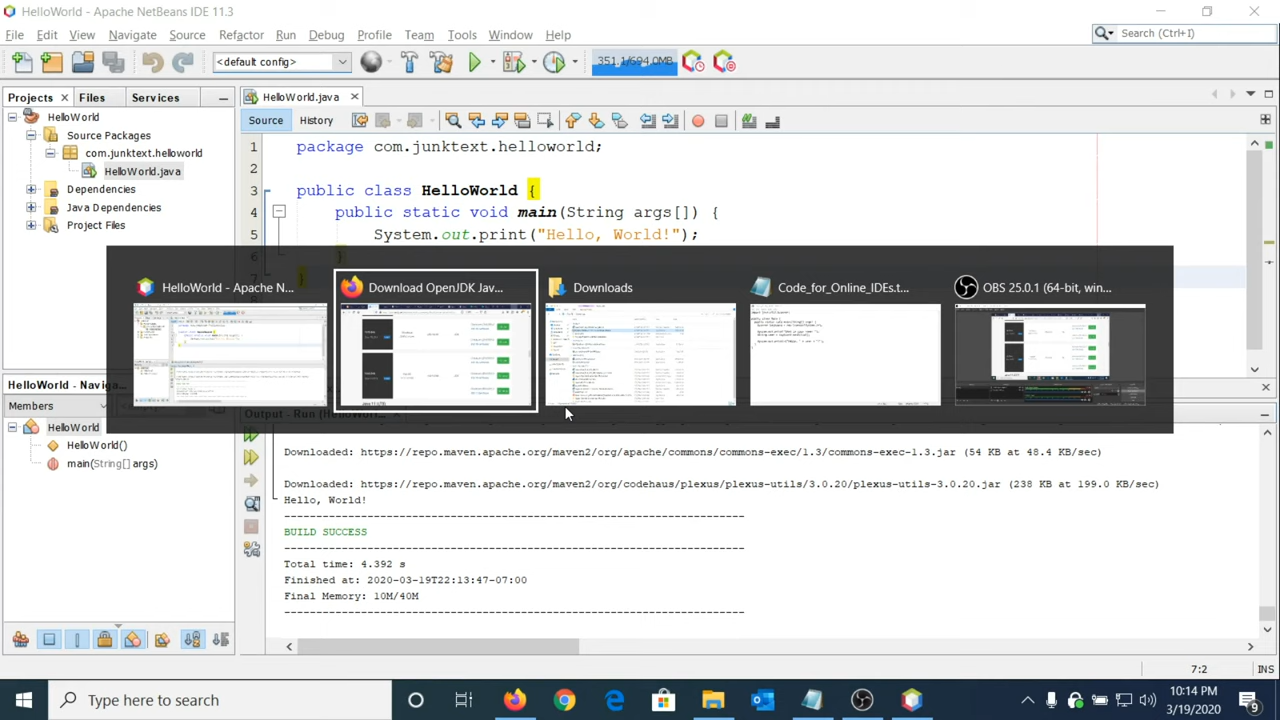 HelloWorld - Apache NetBeans IDE 11.3
File Edit View Navigate Source Refactor Run Debug Profile Team Tools Window Help
Search (Ctrl+I)
<default config>
351.1/694.0MB
Projects Files Services
HelloWorld.java
HelloWorld
Source Packages
com.junktext.helloworld
HelloWorld.java
Dependencies
Java Dependencies
Project Files
Source History
1 package com.junktext.helloworld;
2
3 public class HelloWorld {
4 public static void main(String args[]) {
5 System.out.print("Hello, World!");
6 }
7 }
HelloWorld - Apache N...
Download OpenJDK Jav...
Downloads
Code_for_Online_IDEs.t...
OBS 25.0.1 (64-bit, win...
HelloWorld - Naviga
Members
HelloWorld
HelloWorld()
main(String[] args)
Output - Run (HelloWorl
Downloaded: https://repo.maven.apache.org/maven2/org/apache/commons/commons-exec/1.3/commons-exec-1.3.jar (54 KB at 48.4 KB/sec)
Downloaded: https://repo.maven.apache.org/maven2/org/codehaus/plexus/plexus-utils/3.0.20/plexus-utils-3.0.20.jar (238 KB at 199.0 KB/sec)
Hello, World!
------------------------------------------------------------------------
BUILD SUCCESS
------------------------------------------------------------------------
Total time: 4.392 s
Finished at: 2020-03-19T22:13:47-07:00
Final Memory: 10M/40M
------------------------------------------------------------------------
7:2 INS
Type here to search
10:14 PM
3/19/2020
9